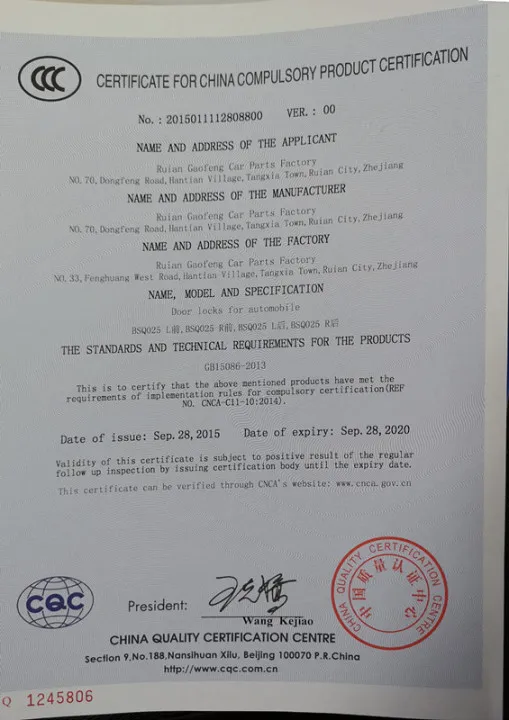 CCC
CERTIFICATE FOR CHINA COMPULSORY PRODUCT CERTIFICATION
No.: 2015011112808800 VER.: 00
NAME AND ADDRESS OF THE APPLICANT
Ruian Gaofeng Car Parts Factory
NO. 70, Dongfeng Road, Hantian Village, Tangxia Town, Ruian City, Zhejiang
NAME AND ADDRESS OF THE MANUFACTURER
Ruian Gaofeng Car Parts Factory
NO. 70, Dongfeng Road, Hantian Village, Tangxia Town, Ruian City, Zhejiang
NAME AND ADDRESS OF THE FACTORY
Ruian Gaofeng Car Parts Factory
NO. 33, Fenghuang West Road, Hantian Village, Tangxia Town, Ruian City, Zhejiang
NAME, MODEL AND SPECIFICATION
Door locks for automobile
BSQ025 L前, BSQ025 R前, BSQ025 L后, BSQ025 R后
THE STANDARDS AND TECHNICAL REQUIREMENTS FOR THE PRODUCTS
GB15086-2013
This is to certify that the above mentioned products have met the
requirements of implementation rules for compulsory certification(REF
NO. CNCA-C11-10:2014).
Date of issue: Sep. 28, 2015 Date of expiry: Sep. 28, 2020
Validity of this certificate is subject to positive result of the regular
follow up inspection by issuing certification body until the expiry date.
This certificate can be verified through CNCA's website: www.cnca.gov.cn
CQC
President:
Wang Kejiao
CHINA QUALITY CERTIFICATION CENTRE
中国质量认证中心
CHINA QUALITY CERTIFICATION CENTRE
Section 9, No.188, Nansihuan Xilu, Beijing 100070 P.R.China
http://www.cqc.com.cn
Q 1245806